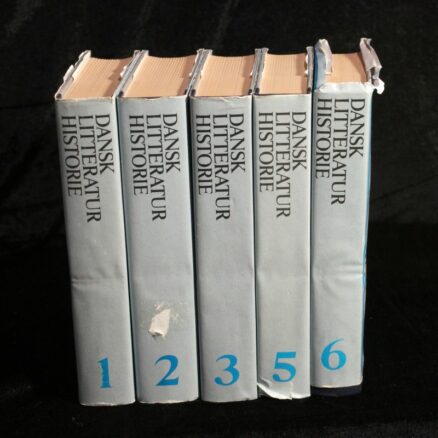 DANSK
LITTERATUR
HISTORIE
1
DANSK
LITTERATUR
HISTORIE
2
DANSK
LITTERATUR
HISTORIE
3
DANSK
LITTERATUR
HISTORIE
5
DANSK
LITTERATUR
HISTORIE
6